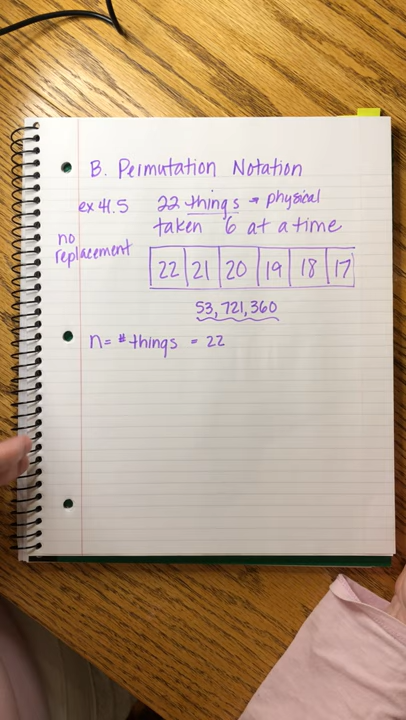 B. Permutation Notation
ex 41.5 22 things = physical
taken 6 at a time
no
replacement
22 21 20 19 18 17
53,721,360
n = # things = 22